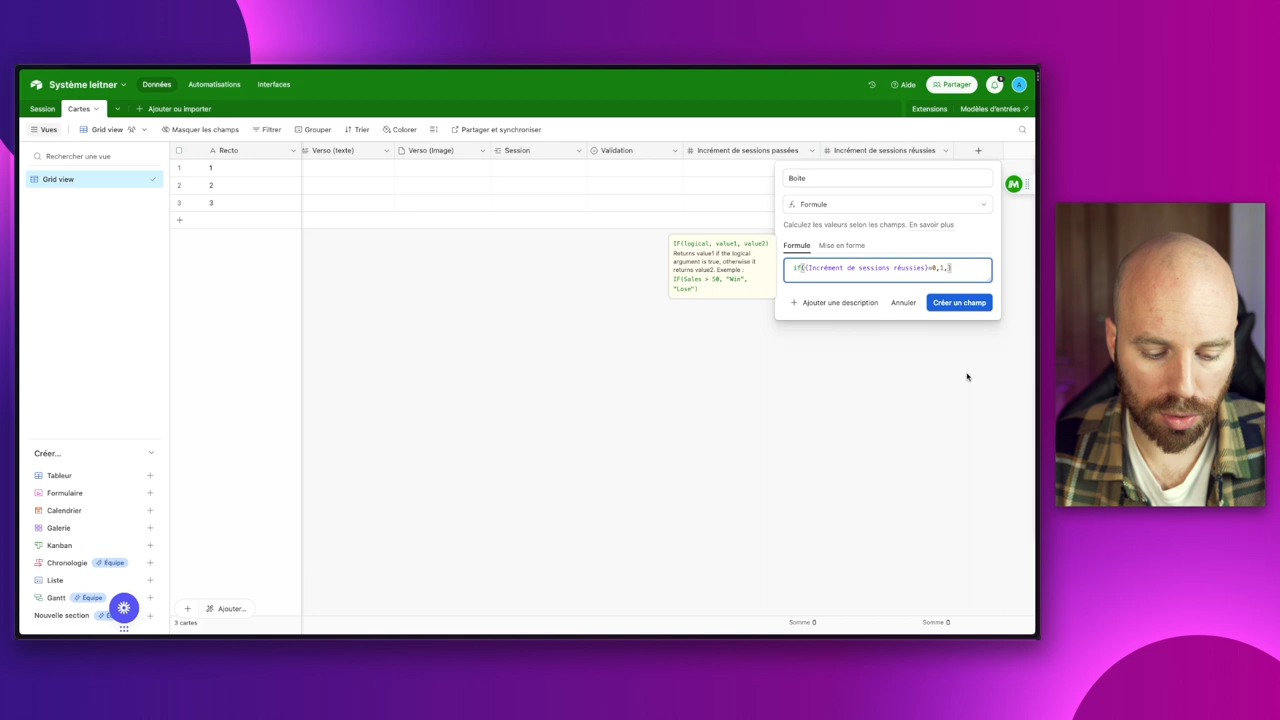 Système leitner
Données
Automatisations
Interfaces
Aide
Partager
8
A
Session
Cartes
Ajouter ou importer
Extensions
Modèles d'entrées
Vues
Grid view
Masquer les champs
Filtrer
Grouper
Trier
Colorer
Partager et synchroniser
Rechercher une vue
Grid view
Recto
Verso (texte)
Verso (Image)
Session
Validation
Incrément de sessions passées
Incrément de sessions réussies
1 1
2 2
3 3
Boîte
Formule
Calculez les valeurs selon les champs. En savoir plus
Formule
Mise en forme
if({Incrément de sessions réussies}=0,1,)
Ajouter une description
Annuler
Créer un champ
IF(logical, value1, value2)
Returns value1 if the logical
argument is true, otherwise it
returns value2. Exemple :
IF(Sales > 50, "Win",
"Lose")
Créer...
Tableur
Formulaire
Calendrier
Galerie
Kanban
Chronologie
Équipe
Liste
Gantt
Équipe
Nouvelle section
Ajouter...
3 cartes
Somme 0
Somme 0